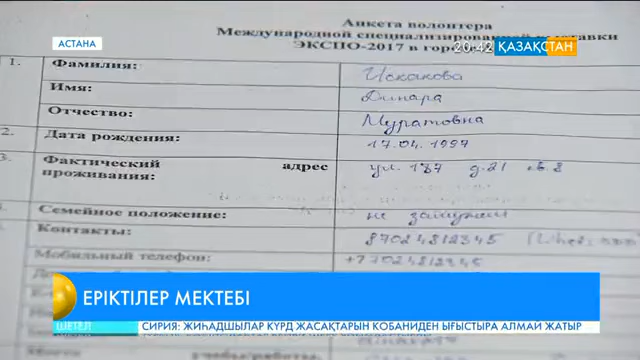 АСТАНА
20:42 ҚАЗАҚСТАН
Анкета волонтера
Международной специализированной выставки
ЭКСПО-2017 в
1. Фамилия: Искакова
Имя: Динара
Отчество: Муратовна
2. Дата рождения: 17.04.1997
3. Фактический адрес проживания: ул. 187 д.21 кв.8
Семейное положение: не замужем
Контакты: 87024812345
Мобильный телефон: +77024812345
ЕРІКТІЛЕР МЕКТЕБІ
ШЕТЕЛ СИРИЯ: ЖИҺАДШЫЛАР КҮРД ЖАСАҚТАРЫН КОБАНИДЕН ЫҒЫСТЫРА АЛМАЙ ЖАТЫР